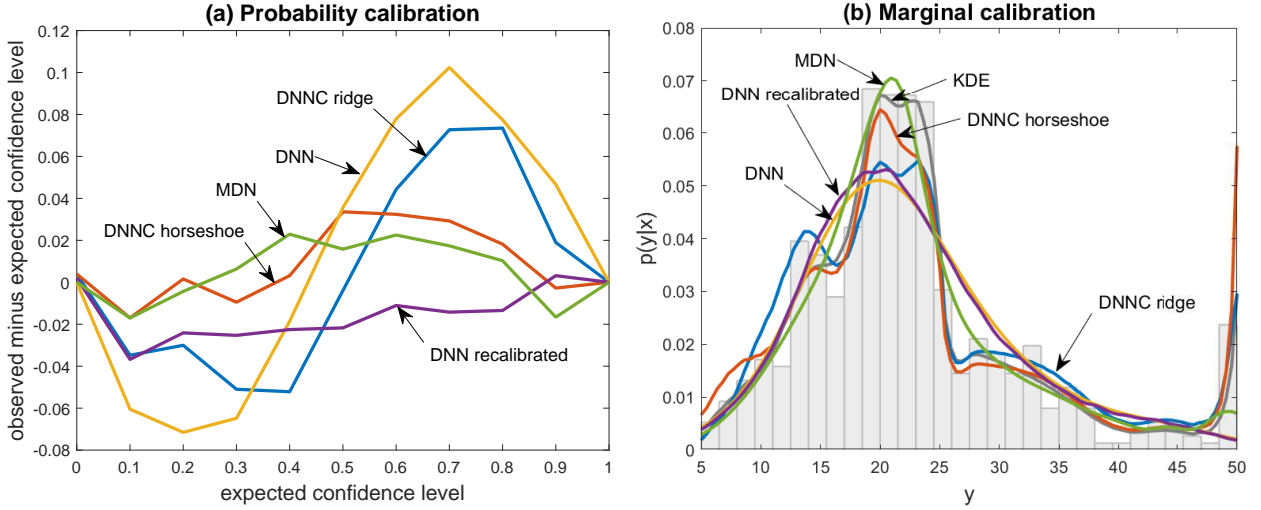 (a) Probability calibration
observed minus expected confidence level
0.12
0.1
0.08
0.06
0.04
0.02
0
-0.02
-0.04
-0.06
-0.08
DNNC ridge
DNN
MDN
DNNC horseshoe
DNN recalibrated
0 0.1 0.2 0.3 0.4 0.5 0.6 0.7 0.8 0.9 1
expected confidence level
(b) Marginal calibration
p(y|x)
0.08
0.07
0.06
0.05
0.04
0.03
0.02
0.01
0
MDN
KDE
DNN recalibrated
DNNC horseshoe
DNN
DNNC ridge
5 10 15 20 25 30 35 40 45 50
y